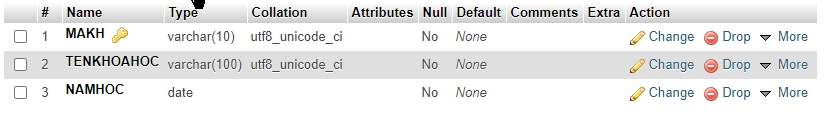 # Name Type Collation Attributes Null Default Comments Extra Action
1 MAKH varchar(10) utf8_unicode_ci No None Change Drop More
2 TENKHOAHOC varchar(100) utf8_unicode_ci No None Change Drop More
3 NAMHOC date No None Change Drop More